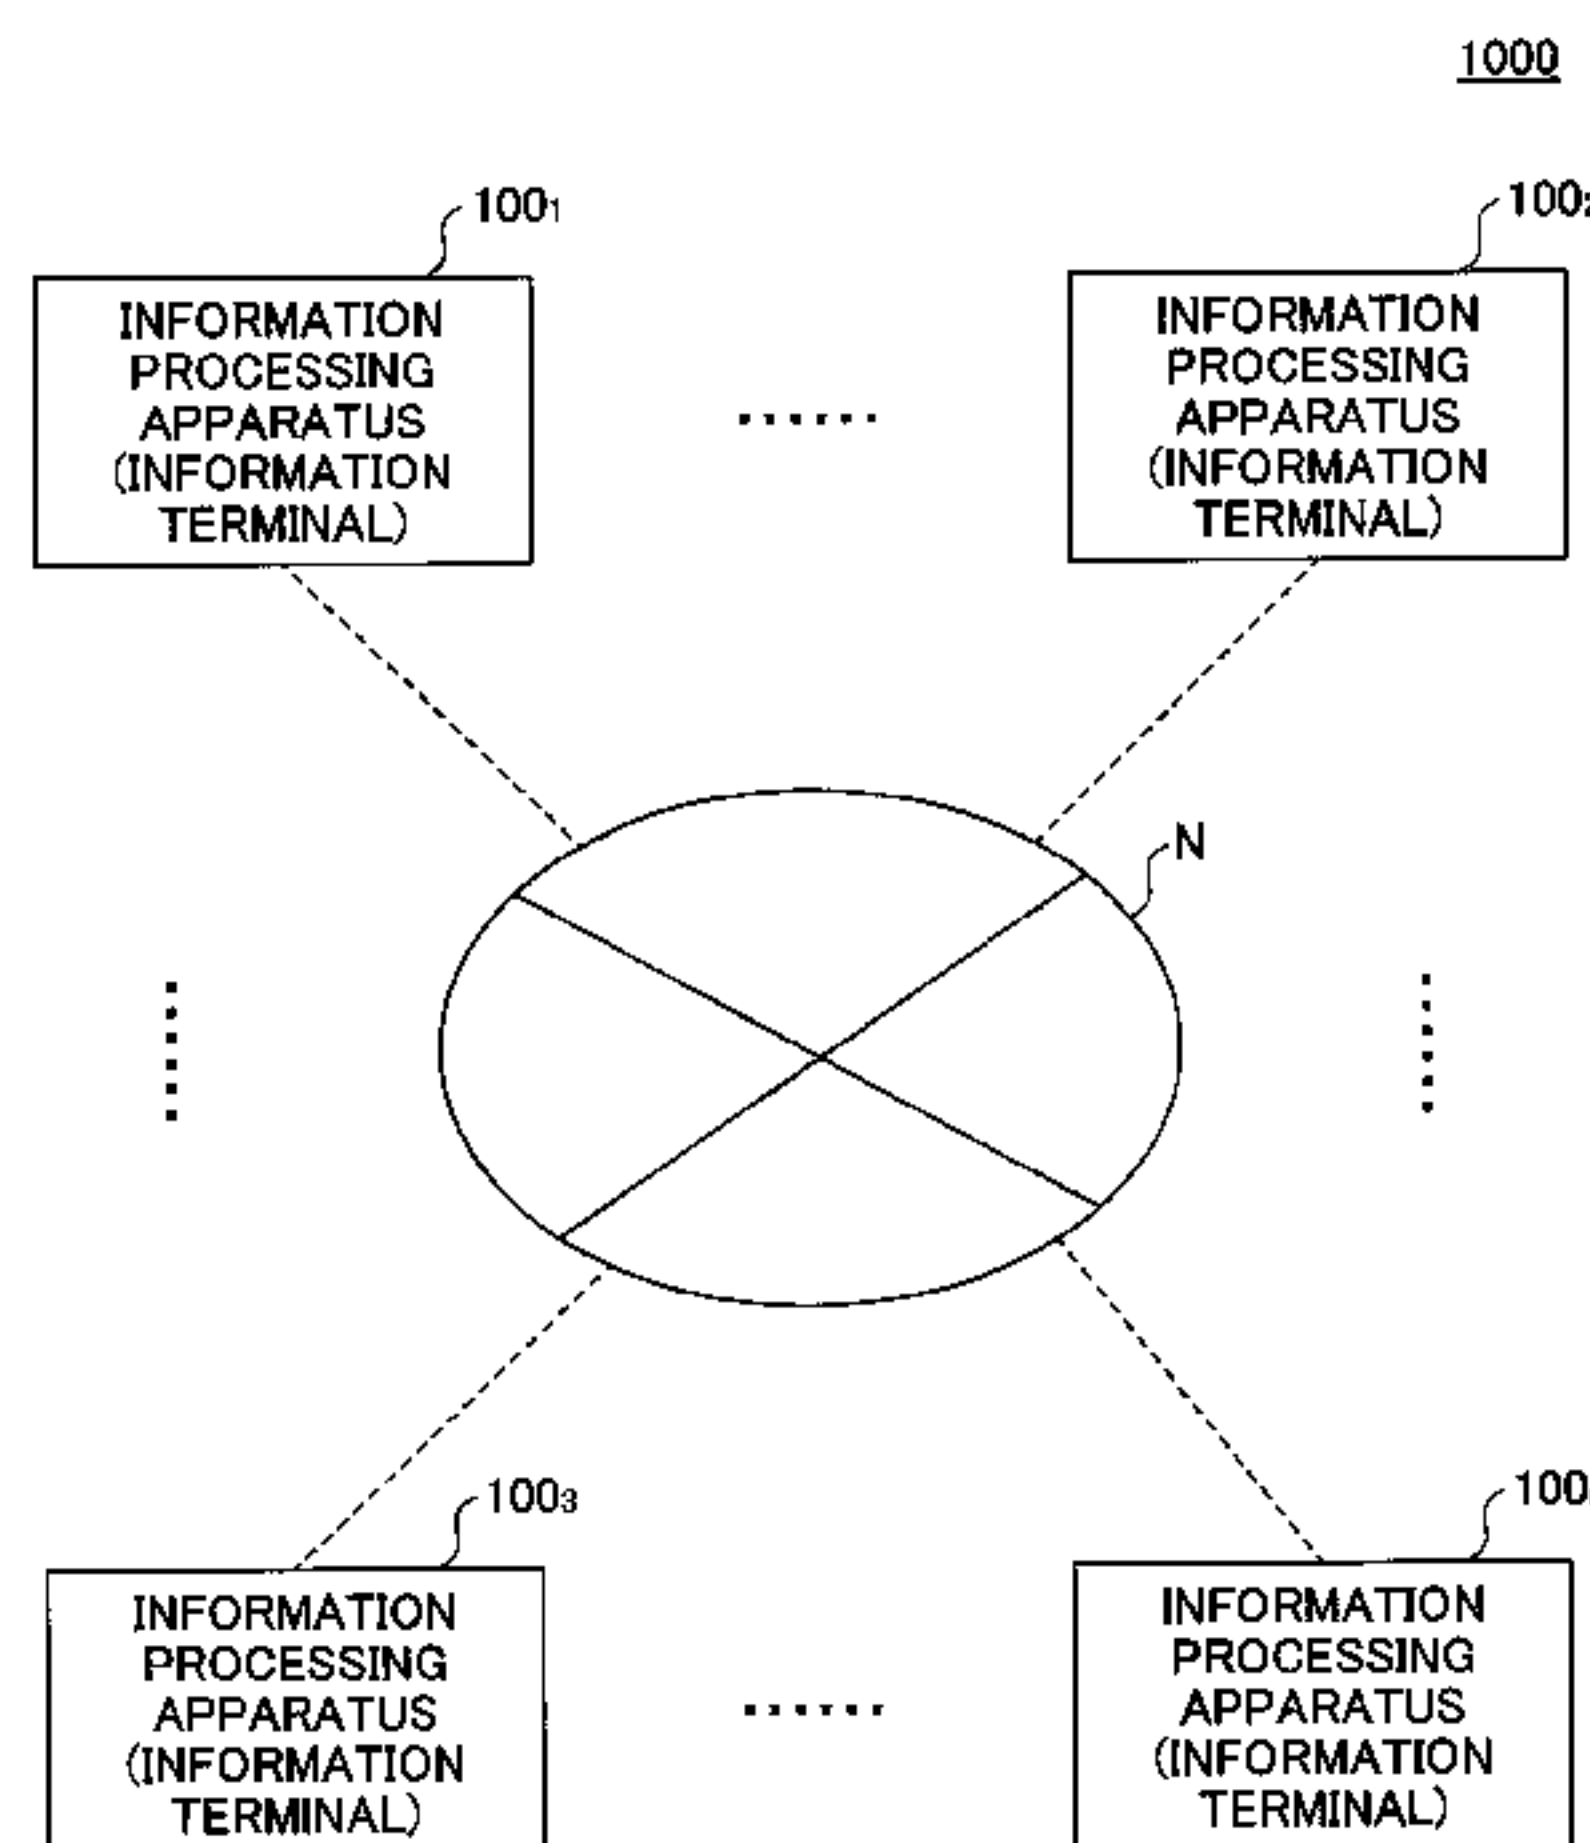 1000
100₁
100₂
INFORMATION
PROCESSING
APPARATUS
(INFORMATION
TERMINAL)
INFORMATION
PROCESSING
APPARATUS
(INFORMATION
TERMINAL)
N
100₃
100
INFORMATION
PROCESSING
APPARATUS
(INFORMATION
TERMINAL)
INFORMATION
PROCESSING
APPARATUS
(INFORMATION
TERMINAL)